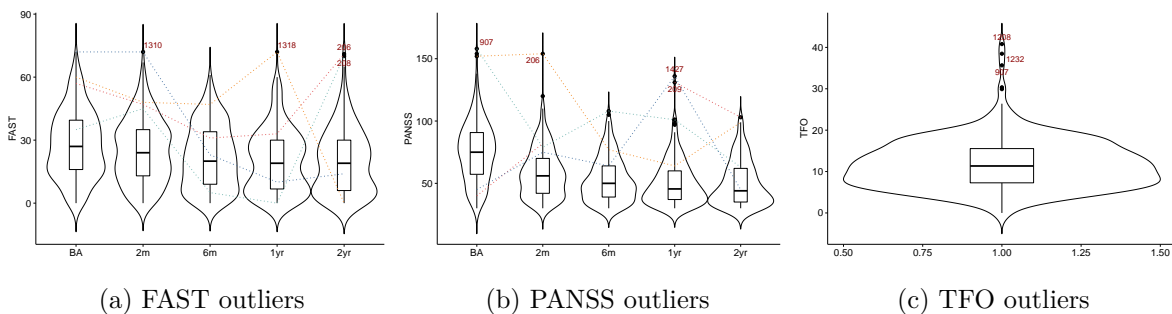 90
60
30
0
FAST
1310
1318
206
208
BA 2m 6m 1yr 2yr
(a) FAST outliers
150
100
50
PANSS
907
206
1427
209
BA 2m 6m 1yr 2yr
(b) PANSS outliers
40
30
20
10
0
TFO
1208
1232
907
0.50 0.75 1.00 1.25 1.50
(c) TFO outliers